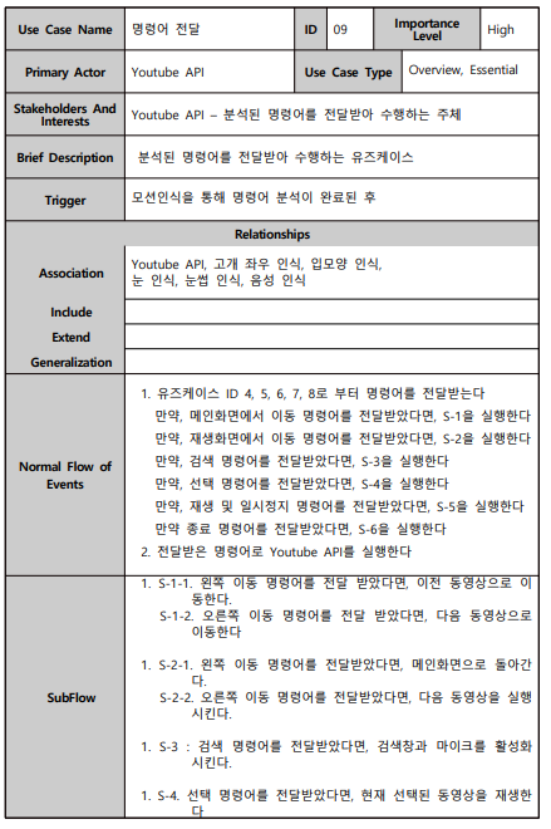 Use Case Name 명령어 전달 ID 09 Importance Level High
Primary Actor Youtube API Use Case Type Overview, Essential
Stakeholders And Interests Youtube API – 분석된 명령어를 전달받아 수행하는 주체
Brief Description 분석된 명령어를 전달받아 수행하는 유즈케이스
Trigger 모션인식을 통해 명령어 분석이 완료된 후
Relationships
Association Youtube API, 고개 좌우 인식, 입모양 인식,
눈 인식, 눈썹 인식, 음성 인식
Include
Extend
Generalization
Normal Flow of Events
1. 유즈케이스 ID 4, 5, 6, 7, 8로 부터 명령어를 전달받는다
만약, 메인화면에서 이동 명령어를 전달받았다면, S-1을 실행한다
만약, 재생화면에서 이동 명령어를 전달받았다면, S-2을 실행한다
만약, 검색 명령어를 전달받았다면, S-3을 실행한다
만약, 선택 명령어를 전달받았다면, S-4을 실행한다
만약, 재생 및 일시정지 명령어를 전달받았다면, S-5을 실행한다
만약 종료 명령어를 전달받았다면, S-6을 실행한다
2. 전달받은 명령어로 Youtube API를 실행한다
SubFlow
1. S-1-1. 왼쪽 이동 명령어를 전달 받았다면, 이전 동영상으로 이
동한다.
S-1-2. 오른쪽 이동 명령어를 전달 받았다면, 다음 동영상으로
이동한다
1. S-2-1. 왼쪽 이동 명령어를 전달받았다면, 메인화면으로 돌아간
다.
S-2-2. 오른쪽 이동 명령어를 전달받았다면, 다음 동영상을 실행
시킨다.
1. S-3 : 검색 명령어를 전달받았다면, 검색창과 마이크를 활성화
시킨다.
1. S-4. 선택 명령어를 전달받았다면, 현재 선택된 동영상을 재생한
다